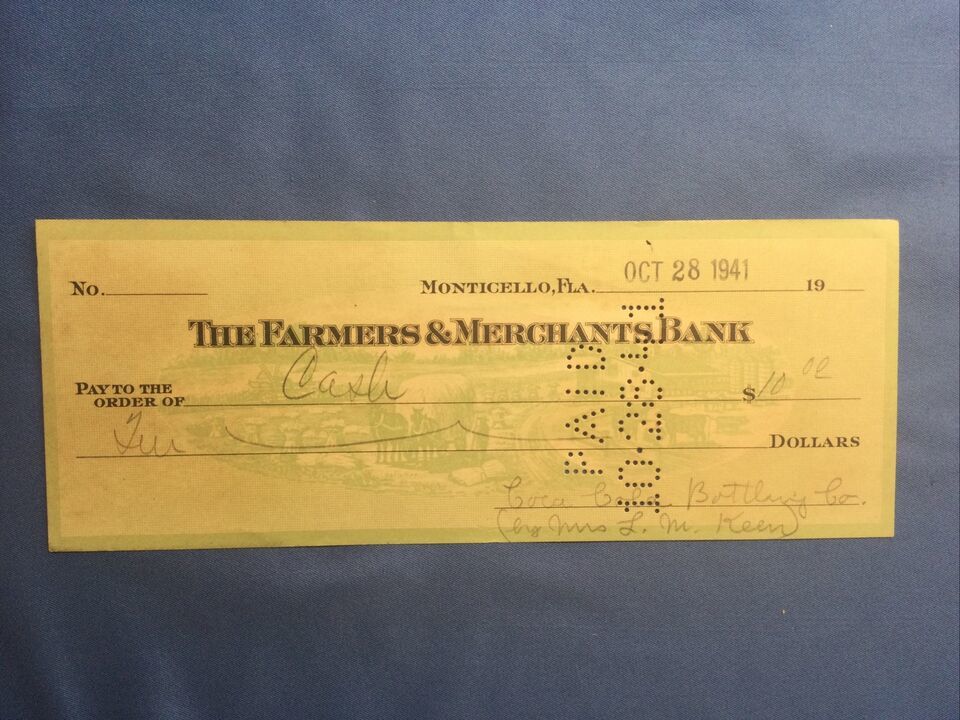 No. MONTICELLO, FLA. OCT 28 1941 19
THE FARMERS & MERCHANTS BANK
PAY TO THE
ORDER OF Cash $10 00
Ten DOLLARS
PAID
10-28-41
Coca Cola Bottling Co.
(by Mrs L. M. Keen)